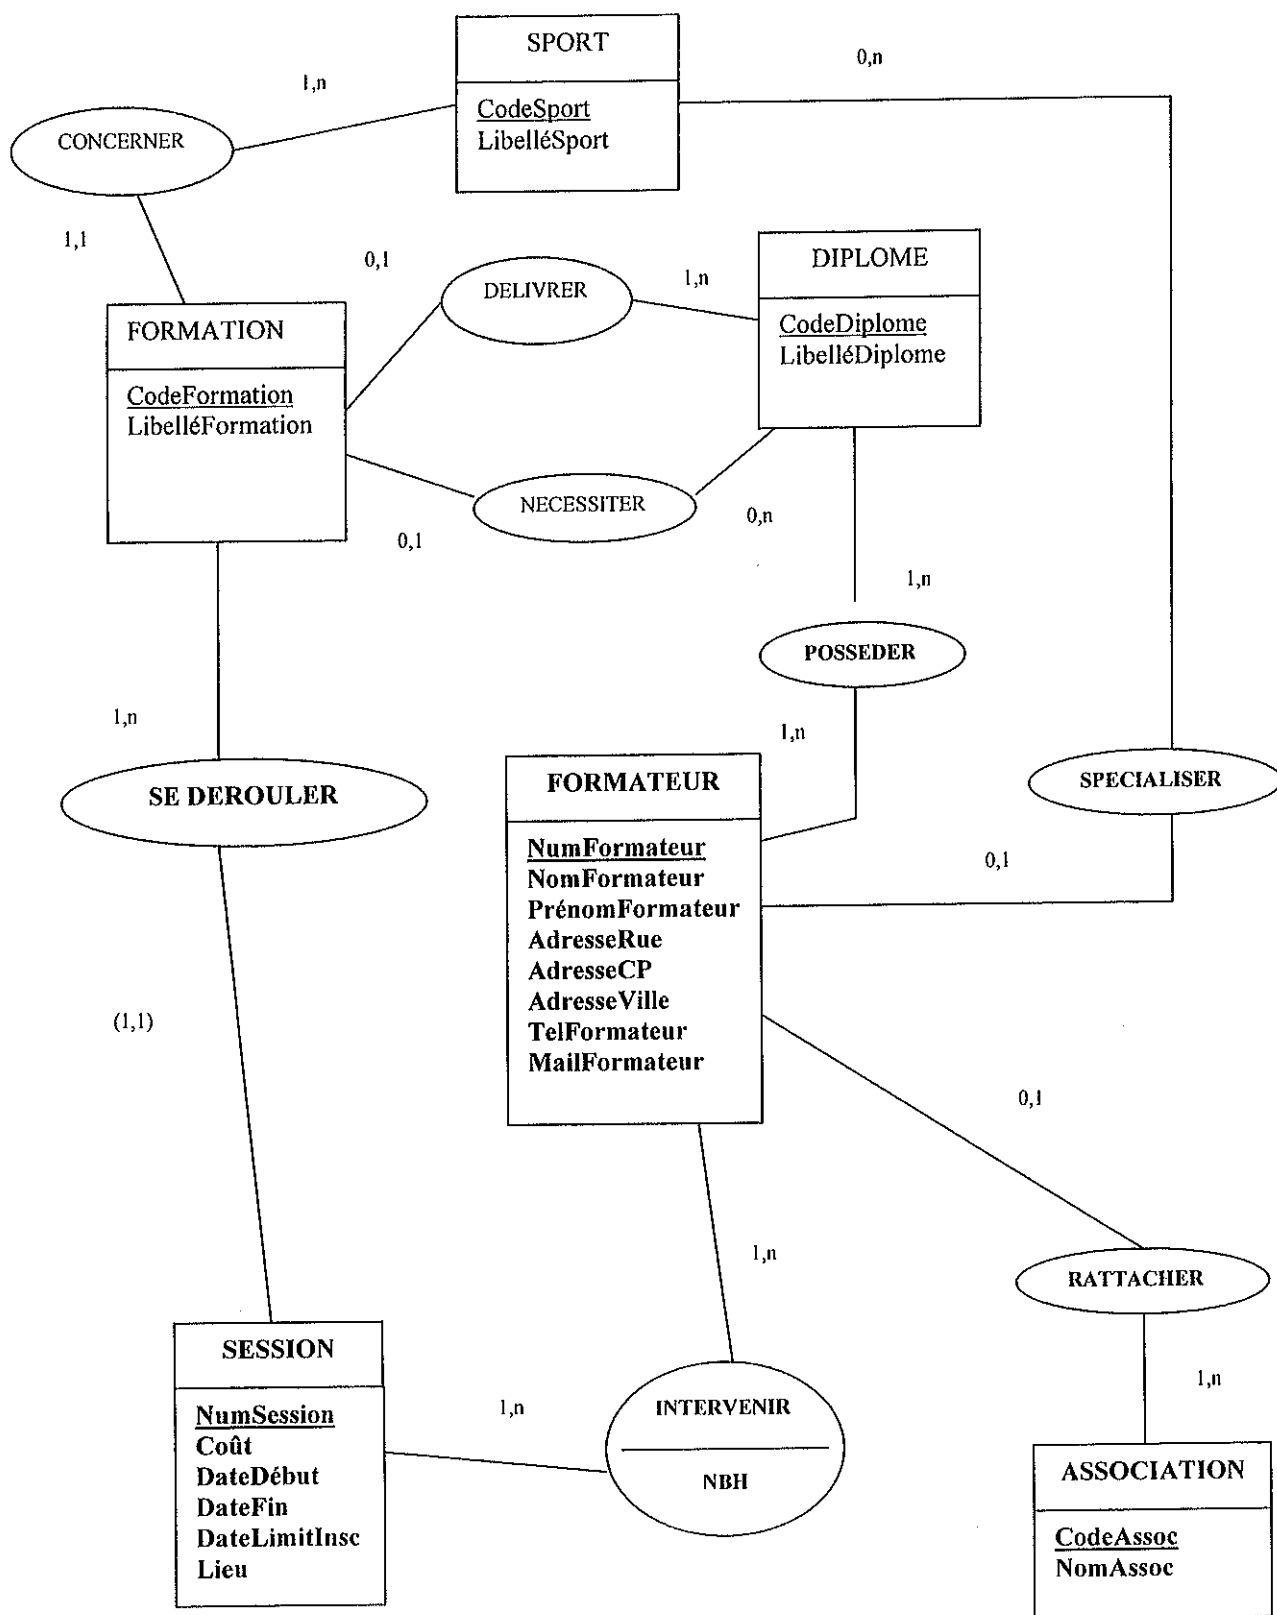 SPORT
CodeSport
LibelléSport
0,n
1,n
CONCERNER
1,1
0,1
DELIVRER
1,n
DIPLOME
CodeDiplome
LibelléDiplome
FORMATION
CodeFormation
LibelléFormation
0,1
NECESSITER
0,n
1,n
POSSEDER
1,n
1,n
SE DEROULER
FORMATEUR
NumFormateur
NomFormateur
PrénomFormateur
AdresseRue
AdresseCP
AdresseVille
TelFormateur
MailFormateur
SPECIALISER
0,1
(1,1)
0,1
1,n
RATTACHER
SESSION
NumSession
Coût
DateDébut
DateFin
DateLimitInsc
Lieu
1,n
INTERVENIR
NBH
1,n
ASSOCIATION
CodeAssoc
NomAssoc